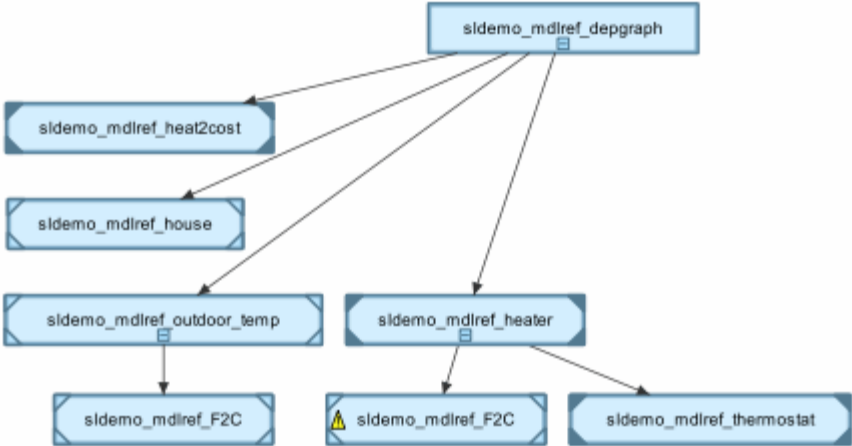 sldemo_mdlref_depgraph
sldemo_mdlref_heat2cost
sldemo_mdlref_house
sldemo_mdlref_outdoor_temp
sldemo_mdlref_heater
sldemo_mdlref_F2C
sldemo_mdlref_F2C
sldemo_mdlref_thermostat